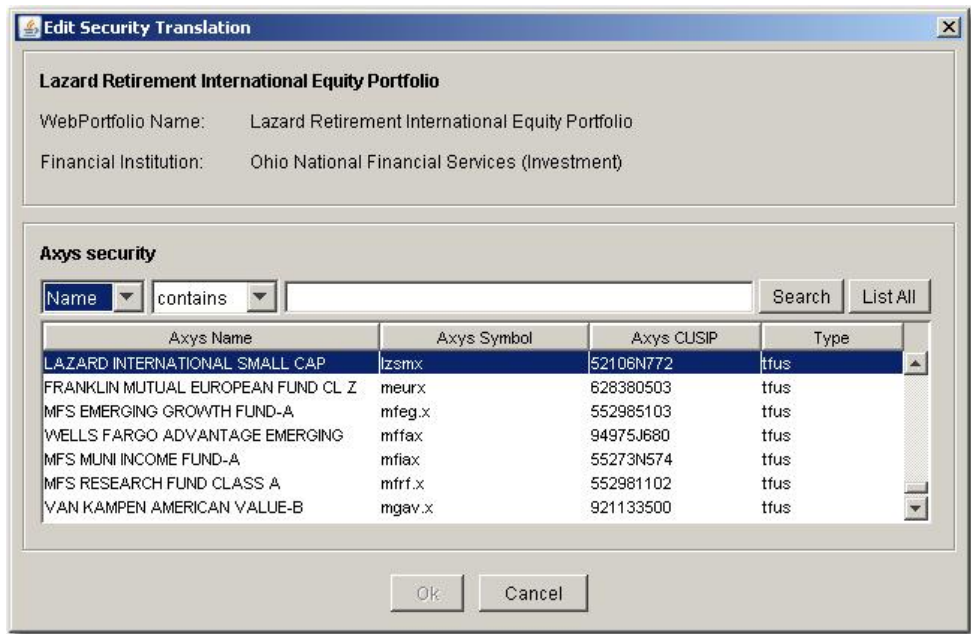 Edit Security Translation
Lazard Retirement International Equity Portfolio
WebPortfolio Name: Lazard Retirement International Equity Portfolio
Financial Institution: Ohio National Financial Services (Investment)
Axys security
Name contains Search List All
Axys Name Axys Symbol Axys CUSIP Type
LAZARD INTERNATIONAL SMALL CAP lzsmx 52106N772 tfus
FRANKLIN MUTUAL EUROPEAN FUND CL Z meurx 628380503 tfus
MFS EMERGING GROWTH FUND-A mfeg.x 552985103 tfus
WELLS FARGO ADVANTAGE EMERGING mffax 94975J680 tfus
MFS MUNI INCOME FUND-A mfiax 55273N574 tfus
MFS RESEARCH FUND CLASS A mfrf.x 552981102 tfus
VAN KAMPEN AMERICAN VALUE-B mgav.x 921133500 tfus
Ok Cancel